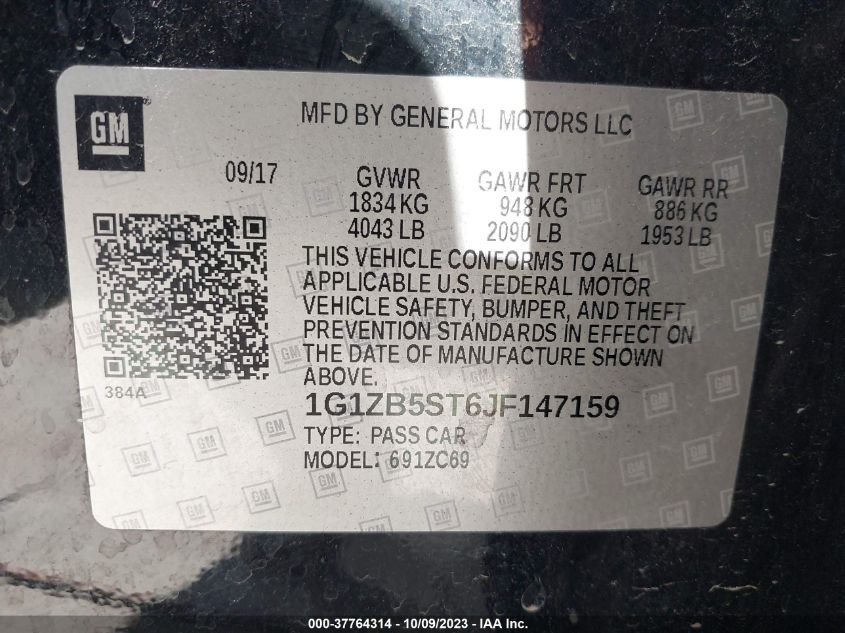 GM
MFD BY GENERAL MOTORS LLC
09/17
GVWR GAWR FRT GAWR RR
1834 KG 948 KG 886 KG
4043 LB 2090 LB 1953 LB
THIS VEHICLE CONFORMS TO ALL
APPLICABLE U.S. FEDERAL MOTOR
VEHICLE SAFETY, BUMPER, AND THEFT
PREVENTION STANDARDS IN EFFECT ON
THE DATE OF MANUFACTURE SHOWN
ABOVE.
384A
1G1ZB5ST6JF147159
TYPE: PASS CAR
MODEL: 691ZC69
000-37764314 - 10/09/2023 - IAA Inc.